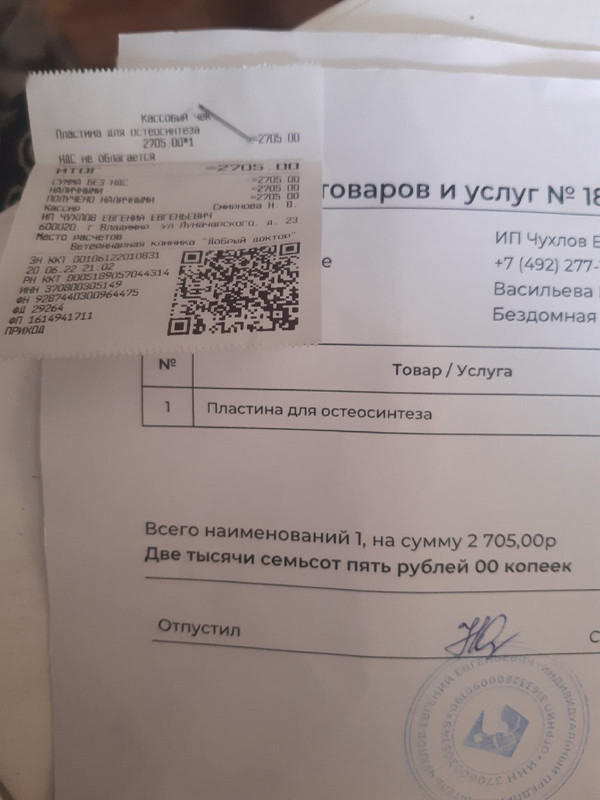 Кассовый чек
Пластина для остеосинтеза
2705.00*1 =2705.00
НДС не облагается
ИТОГ =2705.00
СУММА БЕЗ НДС =2705.00
НАЛИЧНЫМИ =2705.00
ПОЛУЧЕНО НАЛИЧНЫМИ =2705.00
Кассир Смирнова Н. В.
ИП ЧУХЛОВ ЕВГЕНИЙ ЕВГЕНЬЕВИЧ
600020, г Владимир, ул Луначарского, д. 23
Место расчетов
Ветеринарная клиника "Добрый доктор"
ЗН ККТ 00106122010831
20.06.22 21:02
РН ККТ 0005189057044314
ИНН 370800305149
ФН 9287440300964475
ФД 29264
ФП 1614941711
ПРИХОД
товаров и услуг № 18
ИП Чухлов Е
е +7 (492) 277-
Васильева
Бездомная
№ Товар / Услуга
1 Пластина для остеосинтеза
Всего наименований 1, на сумму 2 705,00р
Две тысячи семьсот пять рублей 00 копеек
Отпустил С